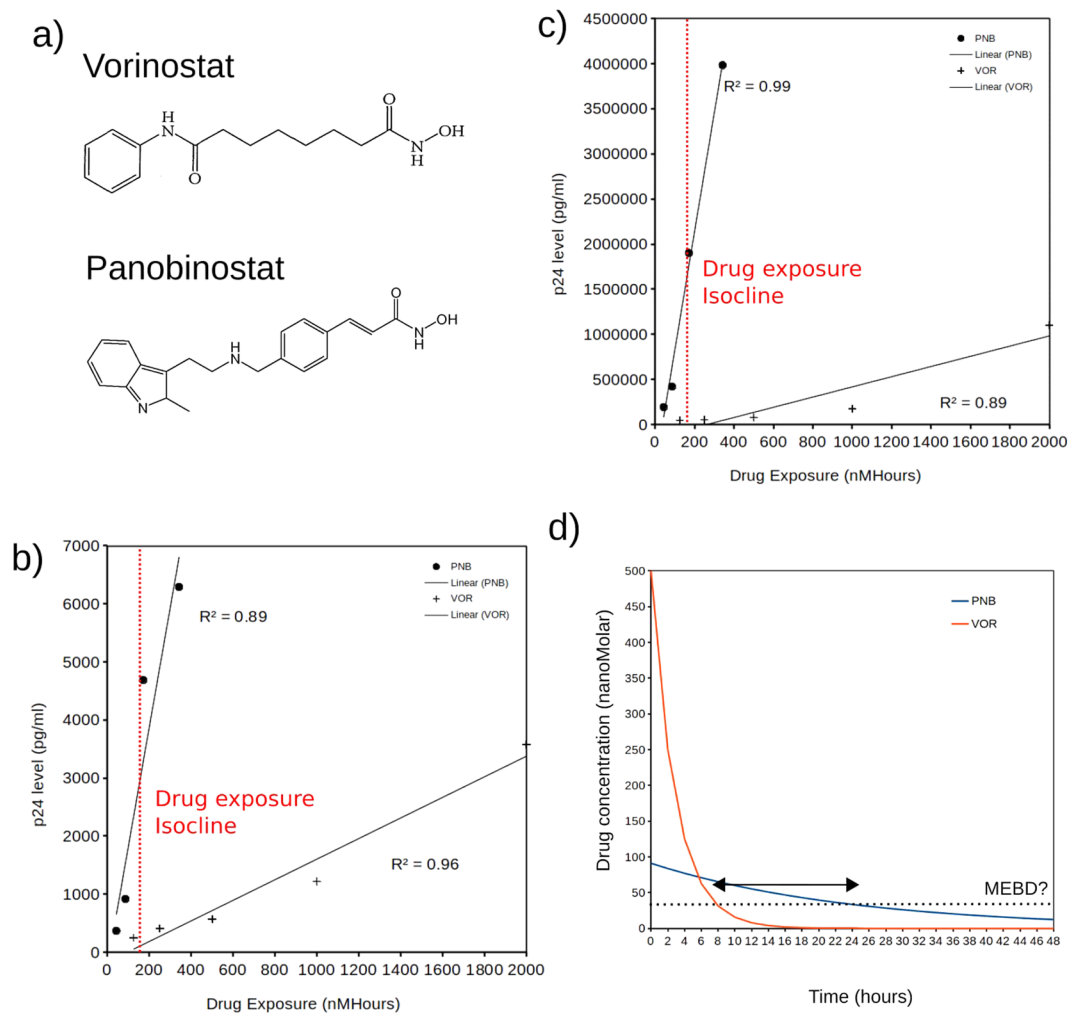 a)
Vorinostat
H
N
O
O
N
H
OH
Panobinostat
N
H
N
O
N
H
OH
c)
4500000
4000000
3500000
3000000
2500000
2000000
1500000
1000000
500000
0
0 200 400 600 800 1000 1200 1400 1600 1800 2000
p24 level (pg/ml)
Drug Exposure (nMHours)
PNB
Linear (PNB)
VOR
Linear (VOR)
R² = 0.99
Drug exposure
Isocline
R² = 0.89
b)
7000
6000
5000
4000
3000
2000
1000
0
0 200 400 600 800 1000 1200 1400 1600 1800 2000
p24 level (pg/ml)
Drug Exposure (nMHours)
PNB
Linear (PNB)
VOR
Linear (VOR)
R² = 0.89
Drug exposure
Isocline
R² = 0.96
d)
500
450
400
350
300
250
200
150
100
50
0
0 2 4 6 8 10 12 14 16 18 20 22 24 26 28 30 32 34 36 38 40 42 44 46 48
Drug concentration (nanoMolar)
Time (hours)
PNB
VOR
MEBD?